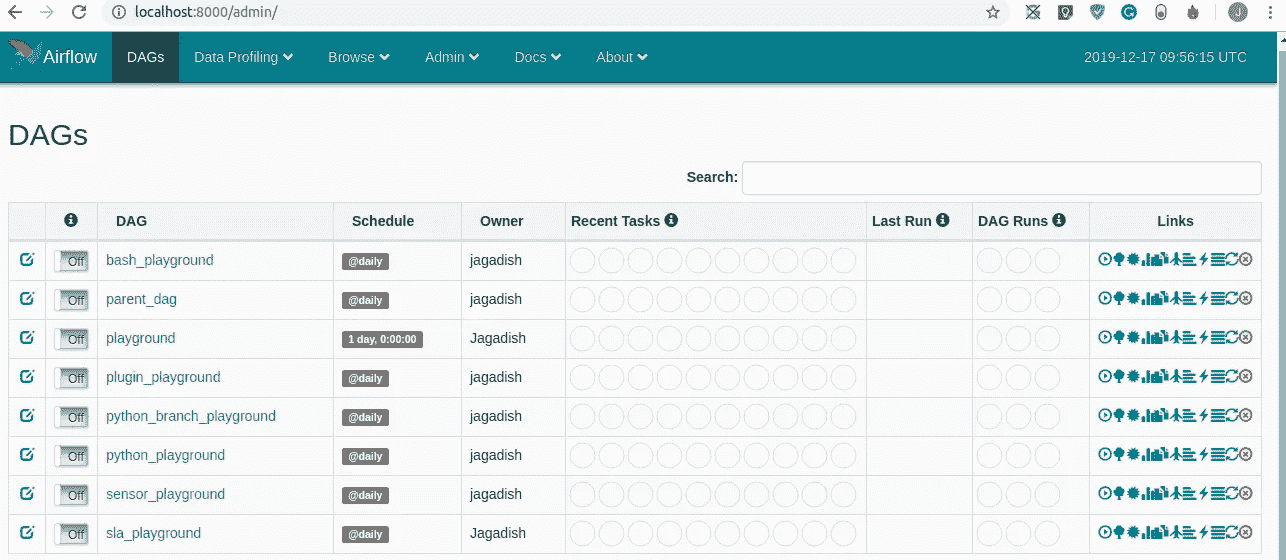 localhost:8000/admin/
J
Airflow DAGs Data Profiling Browse Admin Docs About 2019-12-17 09:56:15 UTC
DAGs
Search:
DAG Schedule Owner Recent Tasks Last Run DAG Runs Links
Off bash_playground @daily jagadish
Off parent_dag @daily jagadish
Off playground 1 day, 0:00:00 Jagadish
Off plugin_playground @daily jagadish
Off python_branch_playground @daily jagadish
Off python_playground @daily jagadish
Off sensor_playground @daily jagadish
Off sla_playground @daily Jagadish